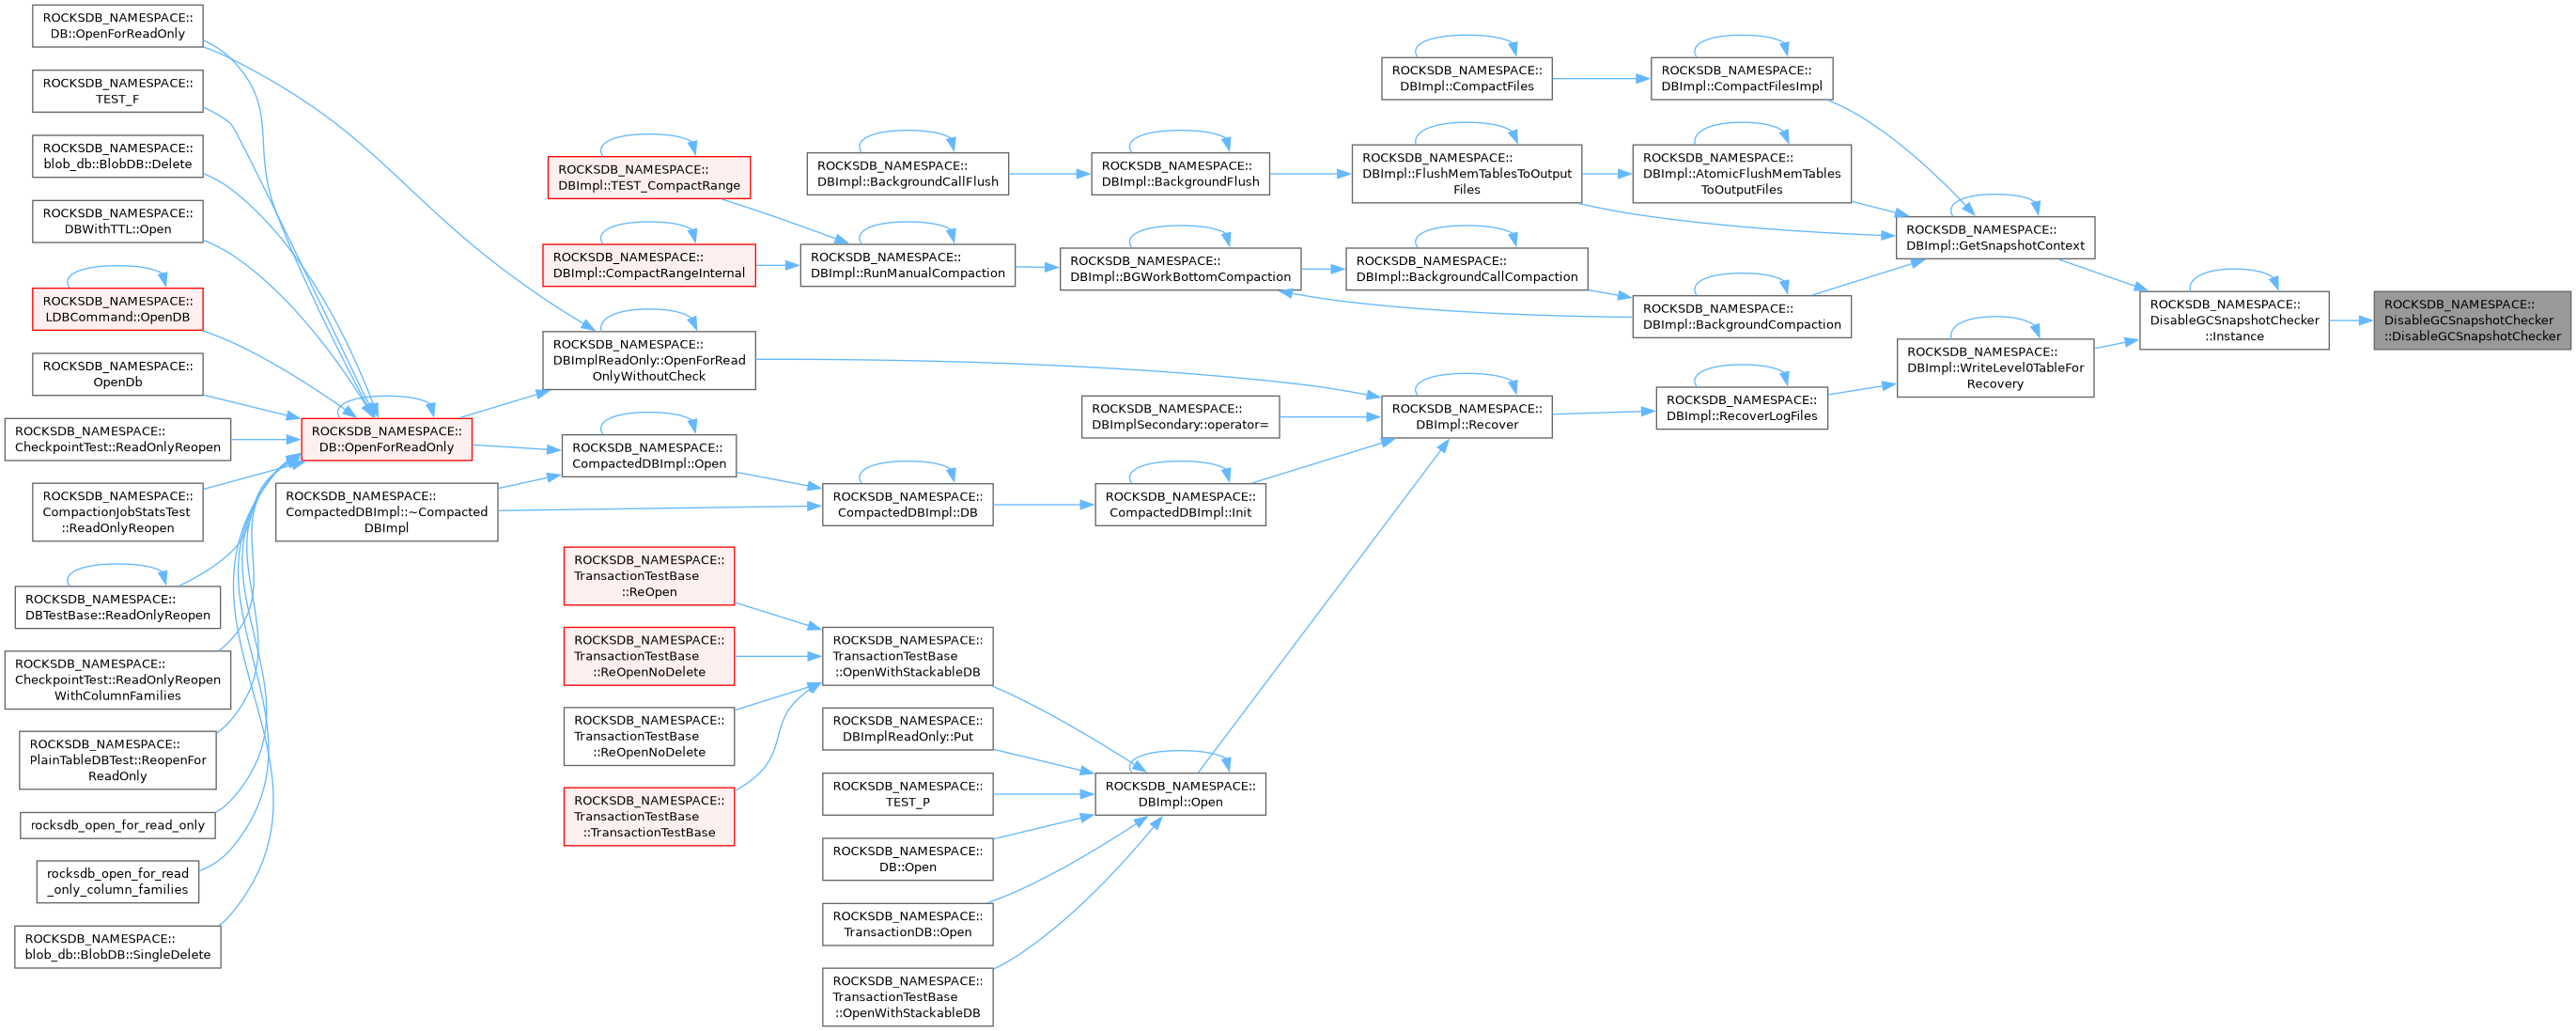 ROCKSDB_NAMESPACE::
DB::OpenForReadOnly
ROCKSDB_NAMESPACE::
TEST_F
ROCKSDB_NAMESPACE::
blob_db::BlobDB::Delete
ROCKSDB_NAMESPACE::
DBWithTTL::Open
ROCKSDB_NAMESPACE::
LDBCommand::OpenDB
ROCKSDB_NAMESPACE::
OpenDb
ROCKSDB_NAMESPACE::
CheckpointTest::ReadOnlyReopen
ROCKSDB_NAMESPACE::
CompactionJobStatsTest
::ReadOnlyReopen
ROCKSDB_NAMESPACE::
DBTestBase::ReadOnlyReopen
ROCKSDB_NAMESPACE::
CheckpointTest::ReadOnlyReopen
WithColumnFamilies
ROCKSDB_NAMESPACE::
PlainTableDBTest::ReopenFor
ReadOnly
rocksdb_open_for_read_only
rocksdb_open_for_read
_only_column_families
ROCKSDB_NAMESPACE::
blob_db::BlobDB::SingleDelete
ROCKSDB_NAMESPACE::
DB::OpenForReadOnly
ROCKSDB_NAMESPACE::
CompactedDBImpl::~Compacted
DBImpl
ROCKSDB_NAMESPACE::
DBImpl::TEST_CompactRange
ROCKSDB_NAMESPACE::
DBImpl::CompactRangeInternal
ROCKSDB_NAMESPACE::
DBImplReadOnly::OpenForRead
OnlyWithoutCheck
ROCKSDB_NAMESPACE::
CompactedDBImpl::Open
ROCKSDB_NAMESPACE::
TransactionTestBase
::ReOpen
ROCKSDB_NAMESPACE::
TransactionTestBase
::ReOpenNoDelete
ROCKSDB_NAMESPACE::
TransactionTestBase
::ReOpenNoDelete
ROCKSDB_NAMESPACE::
TransactionTestBase
::TransactionTestBase
ROCKSDB_NAMESPACE::
DBImpl::BackgroundCallFlush
ROCKSDB_NAMESPACE::
DBImpl::RunManualCompaction
ROCKSDB_NAMESPACE::
CompactedDBImpl::DB
ROCKSDB_NAMESPACE::
TransactionTestBase
::OpenWithStackableDB
ROCKSDB_NAMESPACE::
DBImplReadOnly::Put
ROCKSDB_NAMESPACE::
TEST_P
ROCKSDB_NAMESPACE::
DB::Open
ROCKSDB_NAMESPACE::
TransactionDB::Open
ROCKSDB_NAMESPACE::
TransactionTestBase
::OpenWithStackableDB
ROCKSDB_NAMESPACE::
DBImpl::BackgroundFlush
ROCKSDB_NAMESPACE::
DBImpl::BGWorkBottomCompaction
ROCKSDB_NAMESPACE::
DBImplSecondary::operator=
ROCKSDB_NAMESPACE::
CompactedDBImpl::Init
ROCKSDB_NAMESPACE::
DBImpl::Open
ROCKSDB_NAMESPACE::
DBImpl::CompactFiles
ROCKSDB_NAMESPACE::
DBImpl::FlushMemTablesToOutput
Files
ROCKSDB_NAMESPACE::
DBImpl::BackgroundCallCompaction
ROCKSDB_NAMESPACE::
DBImpl::Recover
ROCKSDB_NAMESPACE::
DBImpl::CompactFilesImpl
ROCKSDB_NAMESPACE::
DBImpl::AtomicFlushMemTables
ToOutputFiles
ROCKSDB_NAMESPACE::
DBImpl::BackgroundCompaction
ROCKSDB_NAMESPACE::
DBImpl::RecoverLogFiles
ROCKSDB_NAMESPACE::
DBImpl::GetSnapshotContext
ROCKSDB_NAMESPACE::
DBImpl::WriteLevel0TableFor
Recovery
ROCKSDB_NAMESPACE::
DisableGCSnapshotChecker
::Instance
ROCKSDB_NAMESPACE::
DisableGCSnapshotChecker
::DisableGCSnapshotChecker